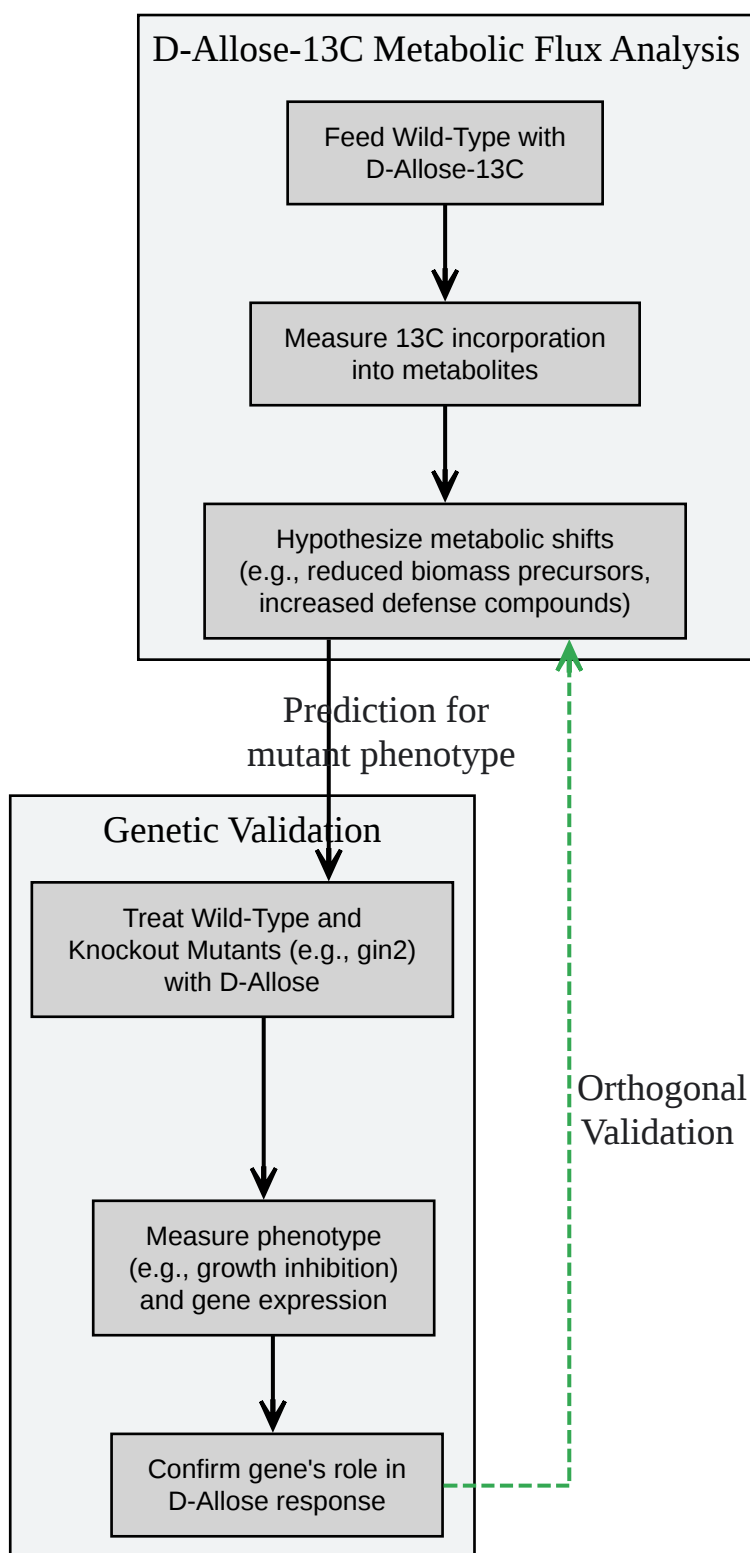 D-Allose-13C Metabolic Flux Analysis
Feed Wild-Type with
D-Allose-13C
Measure 13C incorporation
into metabolites
Hypothesize metabolic shifts
(e.g., reduced biomass precursors,
increased defense compounds)
Prediction for
mutant phenotype
Genetic Validation
Treat Wild-Type and
Knockout Mutants (e.g., gin2)
with D-Allose
Orthogonal
Validation
Measure phenotype
(e.g., growth inhibition)
and gene expression
Confirm gene's role in
D-Allose response